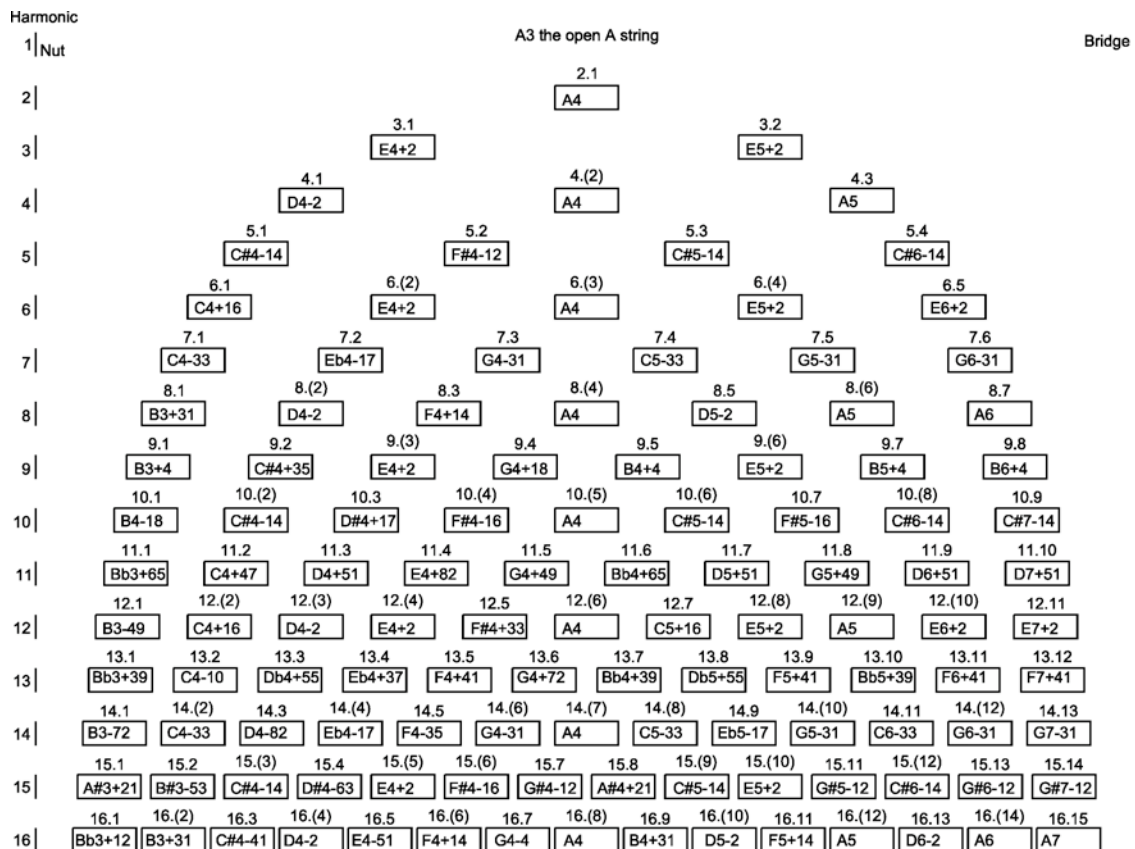 Harmonic
1 Nut A3 the open A string Bridge
2.1
2 A4
3.1 3.2
3 E4+2 E5+2
4.1 4.(2) 4.3
4 D4-2 A4 A5
5.1 5.2 5.3 5.4
5 C#4-14 F#4-12 C#5-14 C#6-14
6.1 6.(2) 6.(3) 6.(4) 6.5
6 C4+16 E4+2 A4 E5+2 E6+2
7.1 7.2 7.3 7.4 7.5 7.6
7 C4-33 Eb4-17 G4-31 C5-33 G5-31 G6-31
8.1 8.(2) 8.3 8.(4) 8.5 8.(6) 8.7
8 B3+31 D4-2 F4+14 A4 D5-2 A5 A6
9.1 9.2 9.(3) 9.4 9.5 9.(6) 9.7 9.8
9 B3+4 C#4+35 E4+2 G4+18 B4+4 E5+2 B5+4 B6+4
10.1 10.(2) 10.3 10.(4) 10.(5) 10.(6) 10.7 10.(8) 10.9
10 B4-18 C#4-14 D#4+17 F#4-16 A4 C#5-14 F#5-16 C#6-14 C#7-14
11.1 11.2 11.3 11.4 11.5 11.6 11.7 11.8 11.9 11.10
11 Bb3+65 C4+47 D4+51 E4+82 G4+49 Bb4+65 D5+51 G5+49 D6+51 D7+51
12.1 12.(2) 12.(3) 12.(4) 12.5 12.(6) 12.7 12.(8) 12.(9) 12.(10) 12.11
12 B3-49 C4+16 D4-2 E4+2 F#4+33 A4 C5+16 E5+2 A5 E6+2 E7+2
13.1 13.2 13.3 13.4 13.5 13.6 13.7 13.8 13.9 13.10 13.11 13.12
13 Bb3+39 C4-10 Db4+55 Eb4+37 F4+41 G4+72 Bb4+39 Db5+55 F5+41 Bb5+39 F6+41 F7+41
14.1 14.(2) 14.3 14.(4) 14.5 14.(6) 14.(7) 14.(8) 14.9 14.(10) 14.11 14.(12) 14.13
14 B3-72 C4-33 D4-82 Eb4-17 F4-35 G4-31 A4 C5-33 Eb5-17 G5-31 C6-33 G6-31 G7-31
15.1 15.2 15.(3) 15.4 15.(5) 15.(6) 15.7 15.8 15.(9) 15.(10) 15.11 15.(12) 15.13 15.14
15 A#3+21 B#3-53 C#4-14 D#4-63 E4+2 F#4-16 G#4-12 A#4+21 C#5-14 E5+2 G#5-12 C#6-14 G#6-12 G#7-12
16.1 16.(2) 16.3 16.(4) 16.5 16.(6) 16.7 16.(8) 16.9 16.(10) 16.11 16.(12) 16.13 16.(14) 16.15
16 Bb3+12 B3+31 C#4-41 D4-2 E4-51 F4+14 G4-4 A4 B4+31 D5-2 F5+14 A5 D6-2 A6 A7